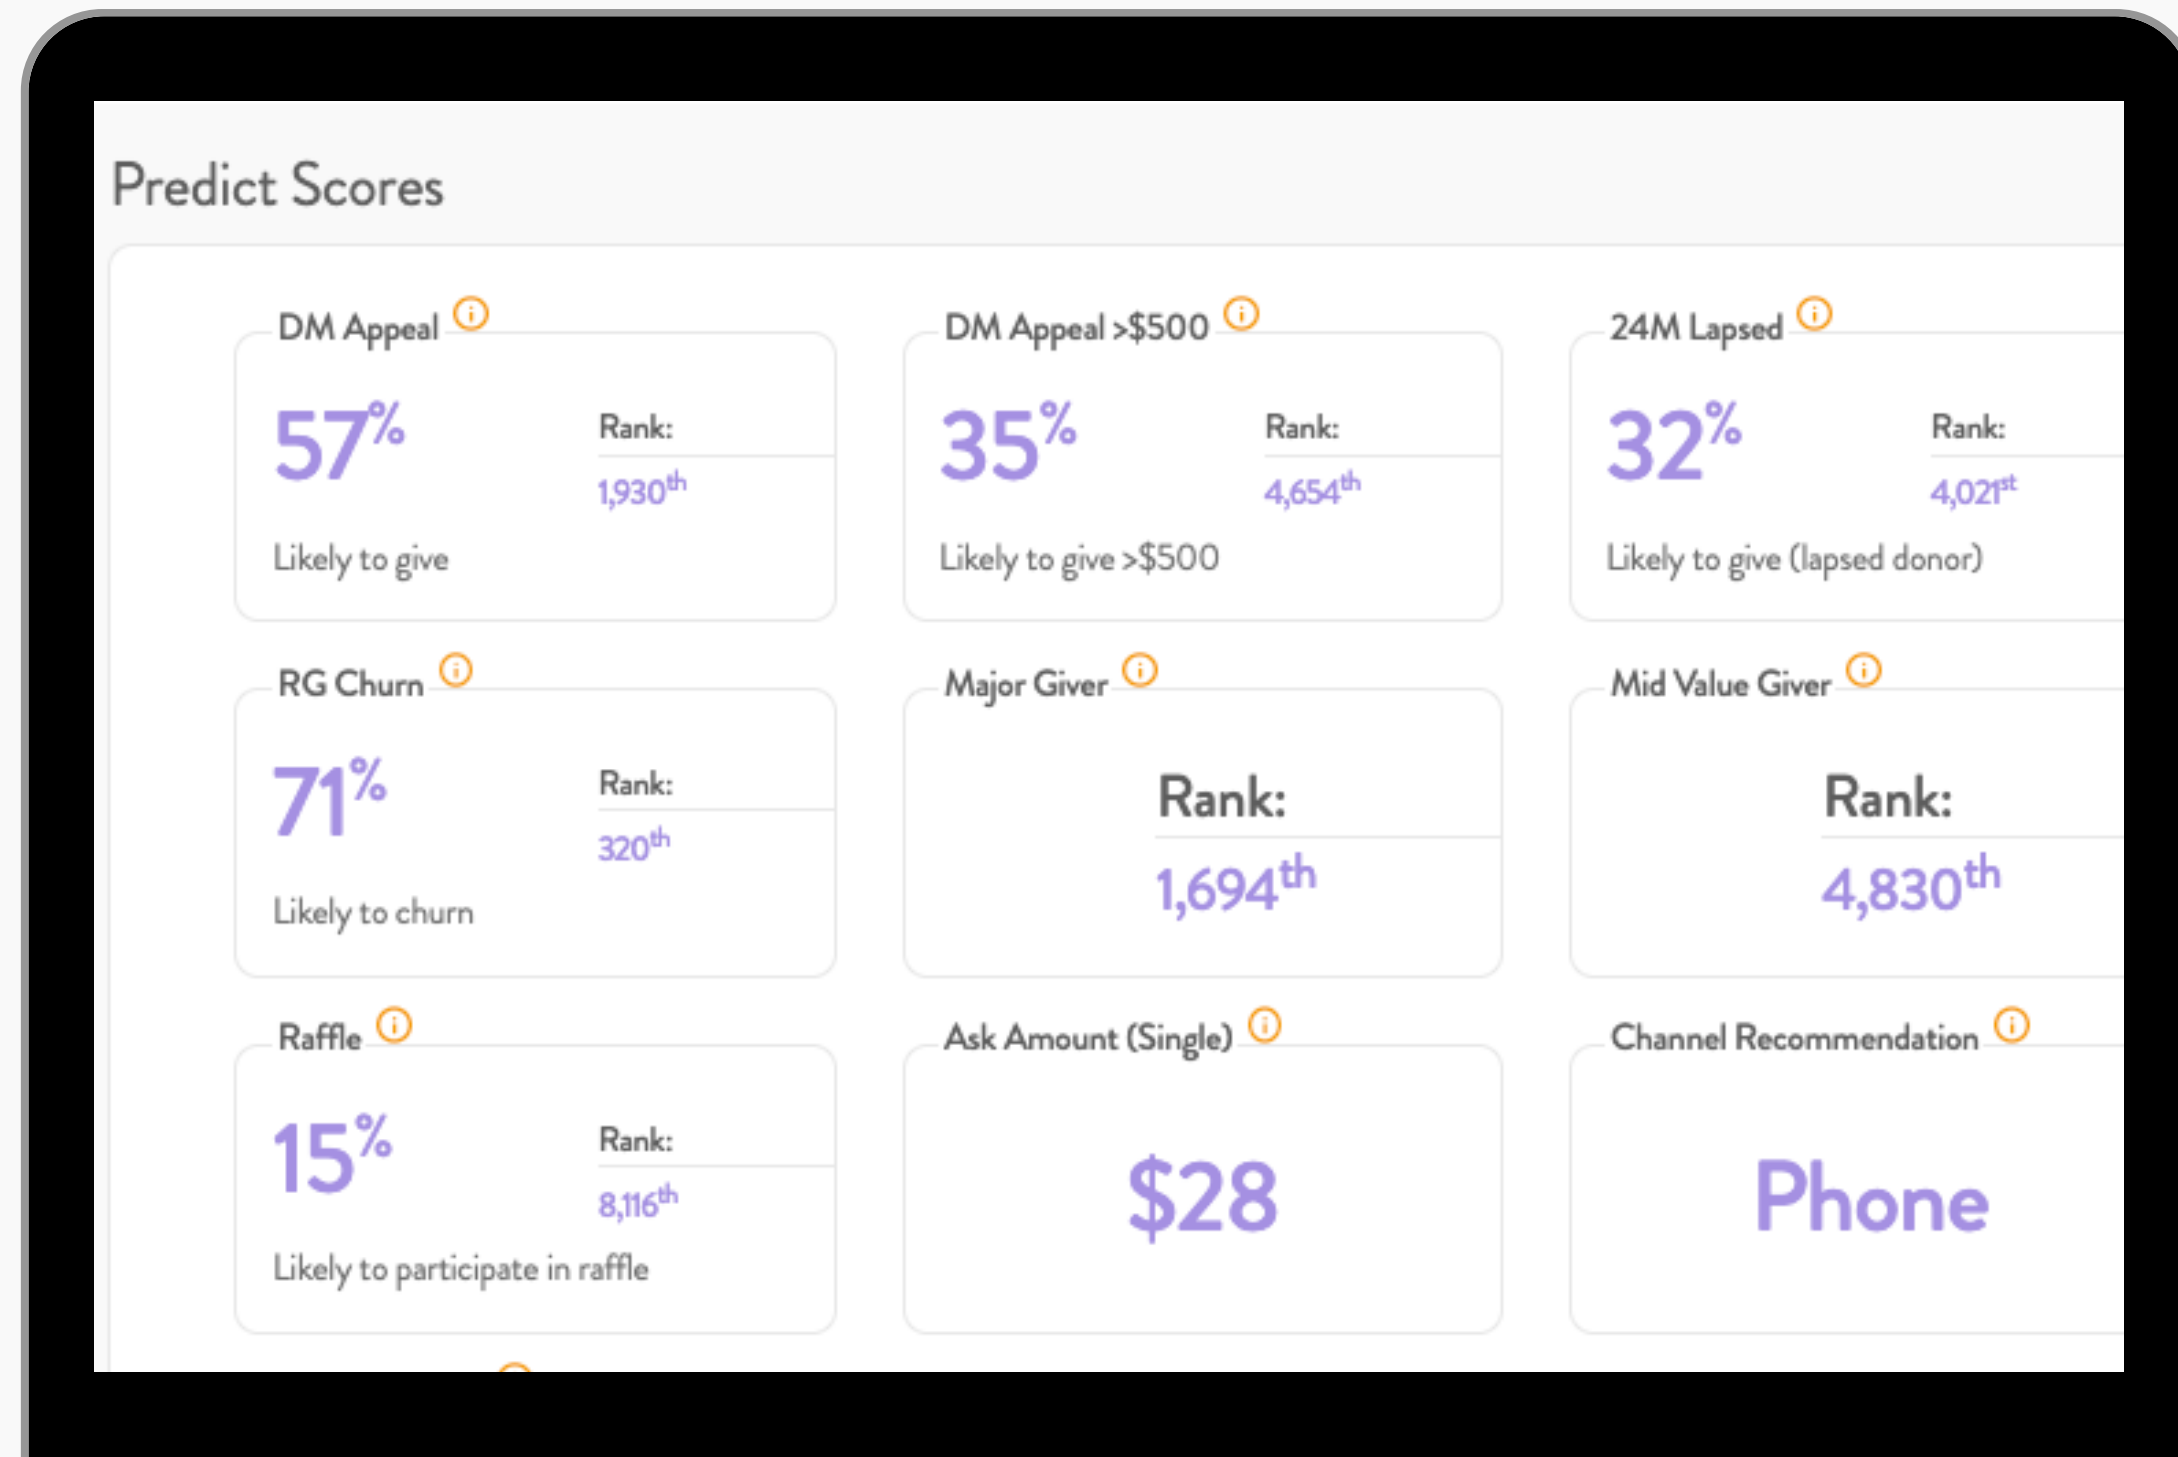 Predict Scores
DM Appeal
57%
Rank:
1,930th
Likely to give
DM Appeal >$500
35%
Rank:
4,654th
Likely to give >$500
24M Lapsed
32%
Rank:
4,021st
Likely to give (lapsed donor)
RG Churn
71%
Rank:
320th
Likely to churn
Major Giver
Rank:
1,694th
Mid Value Giver
Rank:
4,830th
Raffle
15%
Rank:
8,116th
Likely to participate in raffle
Ask Amount (Single)
$28
Channel Recommendation
Phone